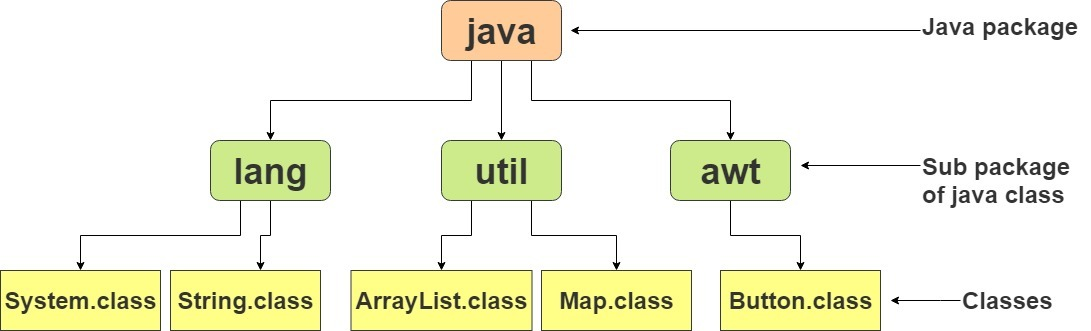 java
Java package
lang
util
awt
Sub package
of java class
System.class
String.class
ArrayList.class
Map.class
Button.class
Classes